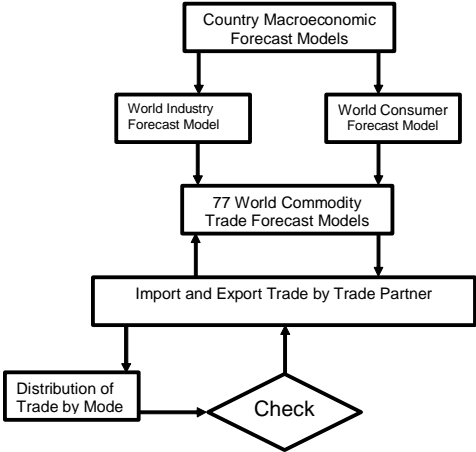 Country Macroeconomic
Forecast Models
World Industry
Forecast Model
World Consumer
Forecast Model
77 World Commodity
Trade Forecast Models
Import and Export Trade by Trade Partner
Distribution of
Trade by Mode
Check